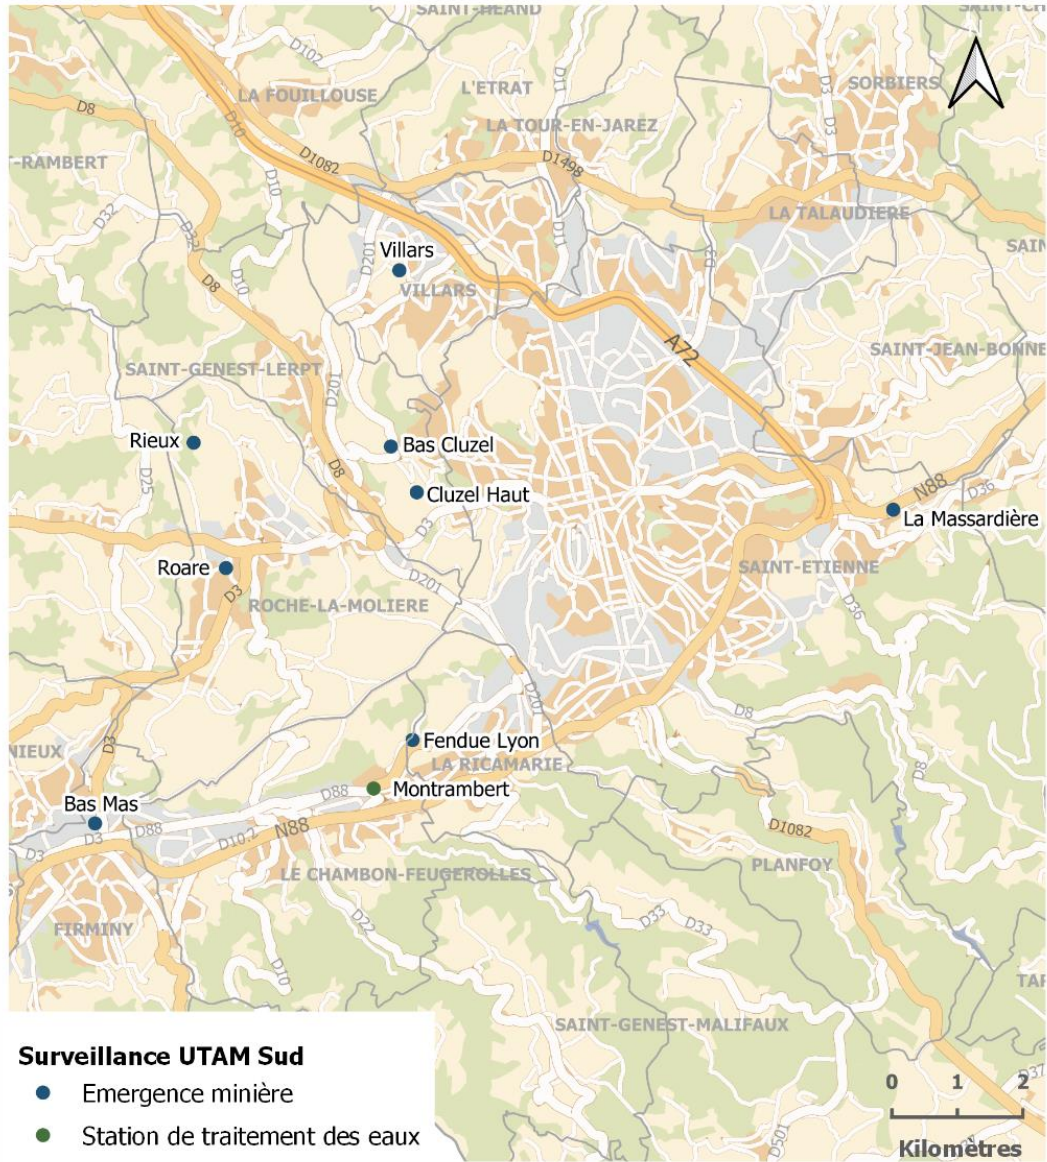 SAINT-HEAND
D102
D11
L'ETRAT
SORBIERS
LA FOUILLOUSE
D8
D10
D3
LA TOUR-EN-JAREZ
D1082
D1498
D10
D32
D32
LA TALAUDIERE
D201
Villars
D11
D10
D8
VILLARS
A72
SAINT-GENEST-LERPT
D201
Rieux
Bas Cluzel
D8
D25
Cluzel Haut
N88
D36
La Massardière
D3
Roare
SAINT-ETIENNE
D201
D3
ROCHE-LA-MOLIERE
D36
D201
D8
D3
Fendue Lyon
LA RICAMARIE
D8
D88
Montrambert
Bas Mas
D88
N88
D3
D10.2
D3
D1082
PLANFOY
LE CHAMBON-FEUGEROLLES
D22
D33
D33
FIRMINY
D10
SAINT-GENEST-MALIFAUX
Surveillance UTAM Sud
Emergence minière
Station de traitement des eaux
D37
0 1 2
D501
Kilomètres